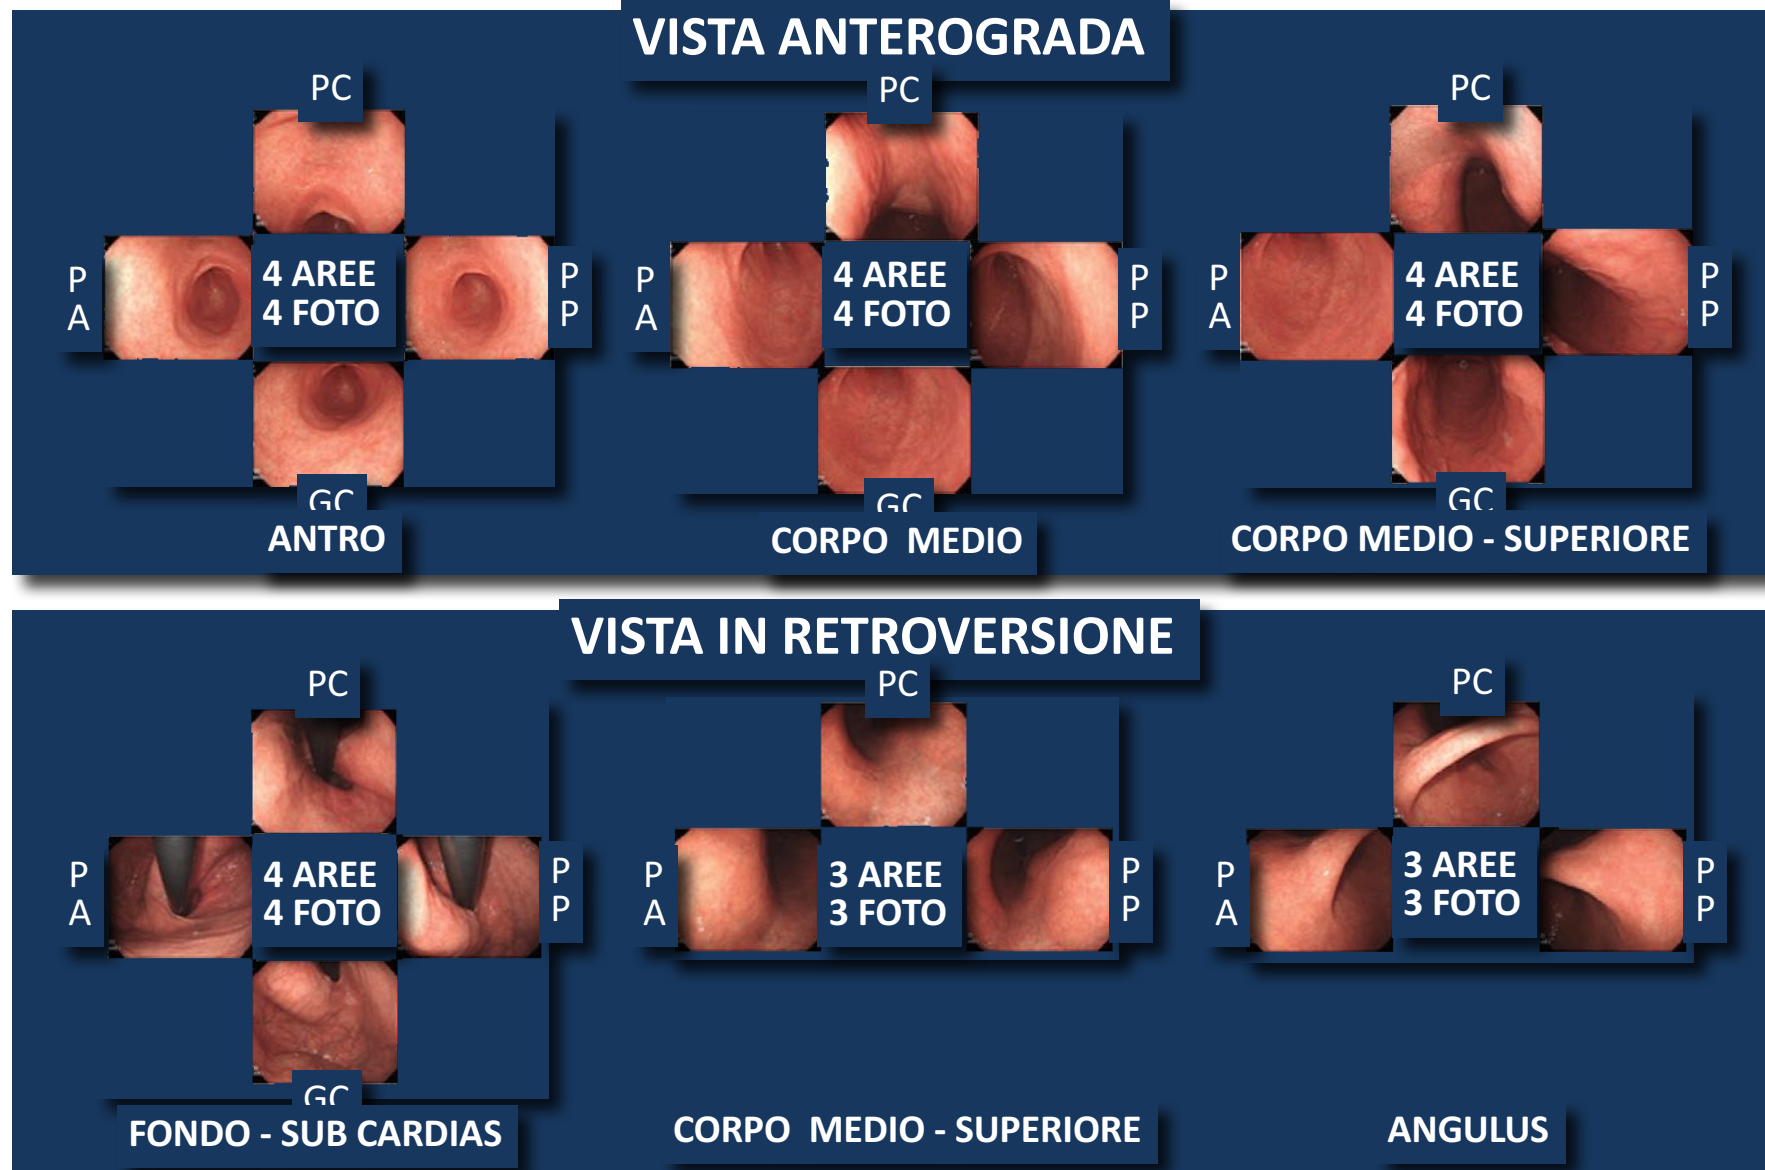 VISTA ANTEROGRADA
PC
PC
PC
P
A
4 AREE
4 FOTO
P
P
P
A
4 AREE
4 FOTO
P
P
P
A
4 AREE
4 FOTO
P
P
GC
GC
GC
ANTRO
CORPO MEDIO
CORPO MEDIO - SUPERIORE
VISTA IN RETROVERSIONE
PC
PC
PC
P
A
4 AREE
4 FOTO
P
P
P
A
3 AREE
3 FOTO
P
P
P
A
3 AREE
3 FOTO
P
P
GC
FONDO - SUB CARDIAS
CORPO MEDIO - SUPERIORE
ANGULUS